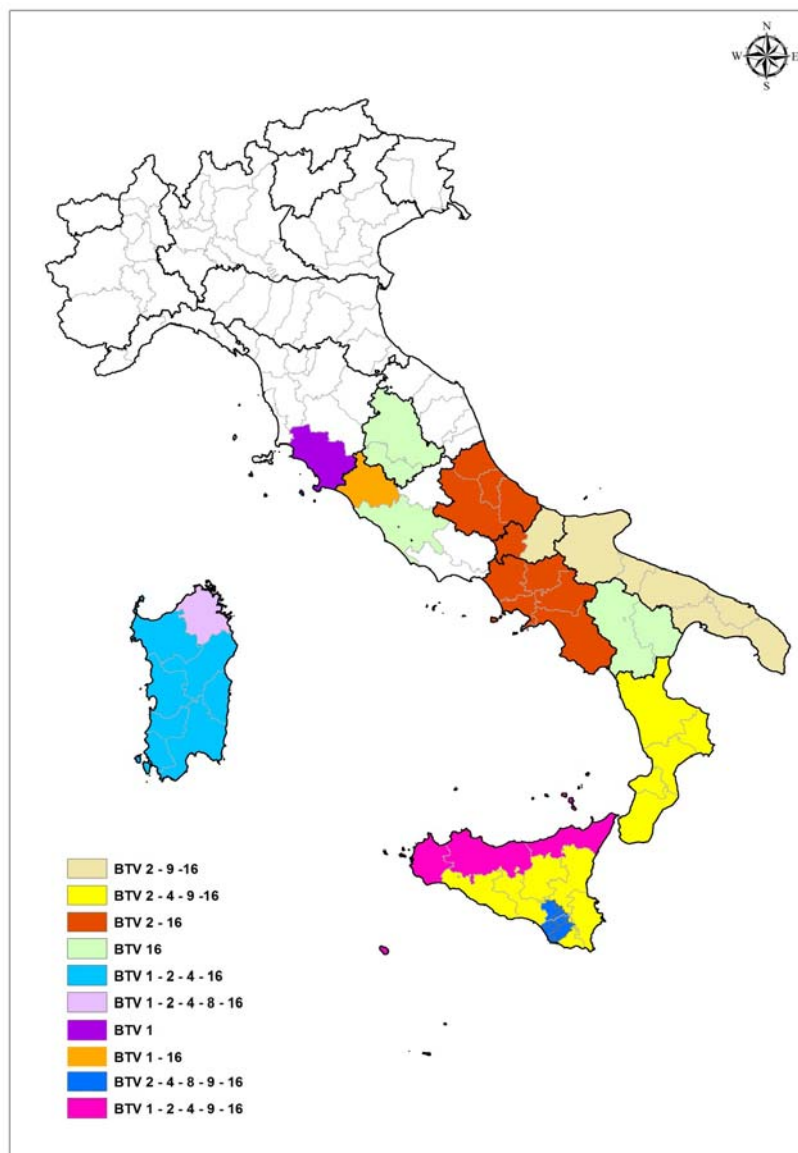 N
W E
S
BTV 2 - 9 -16
BTV 2 - 4 - 9 -16
BTV 2 - 16
BTV 16
BTV 1 - 2 - 4 - 16
BTV 1 - 2 - 4 - 8 - 16
BTV 1
BTV 1 - 16
BTV 2 - 4 - 8 - 9 - 16
BTV 1 - 2 - 4 - 9 - 16